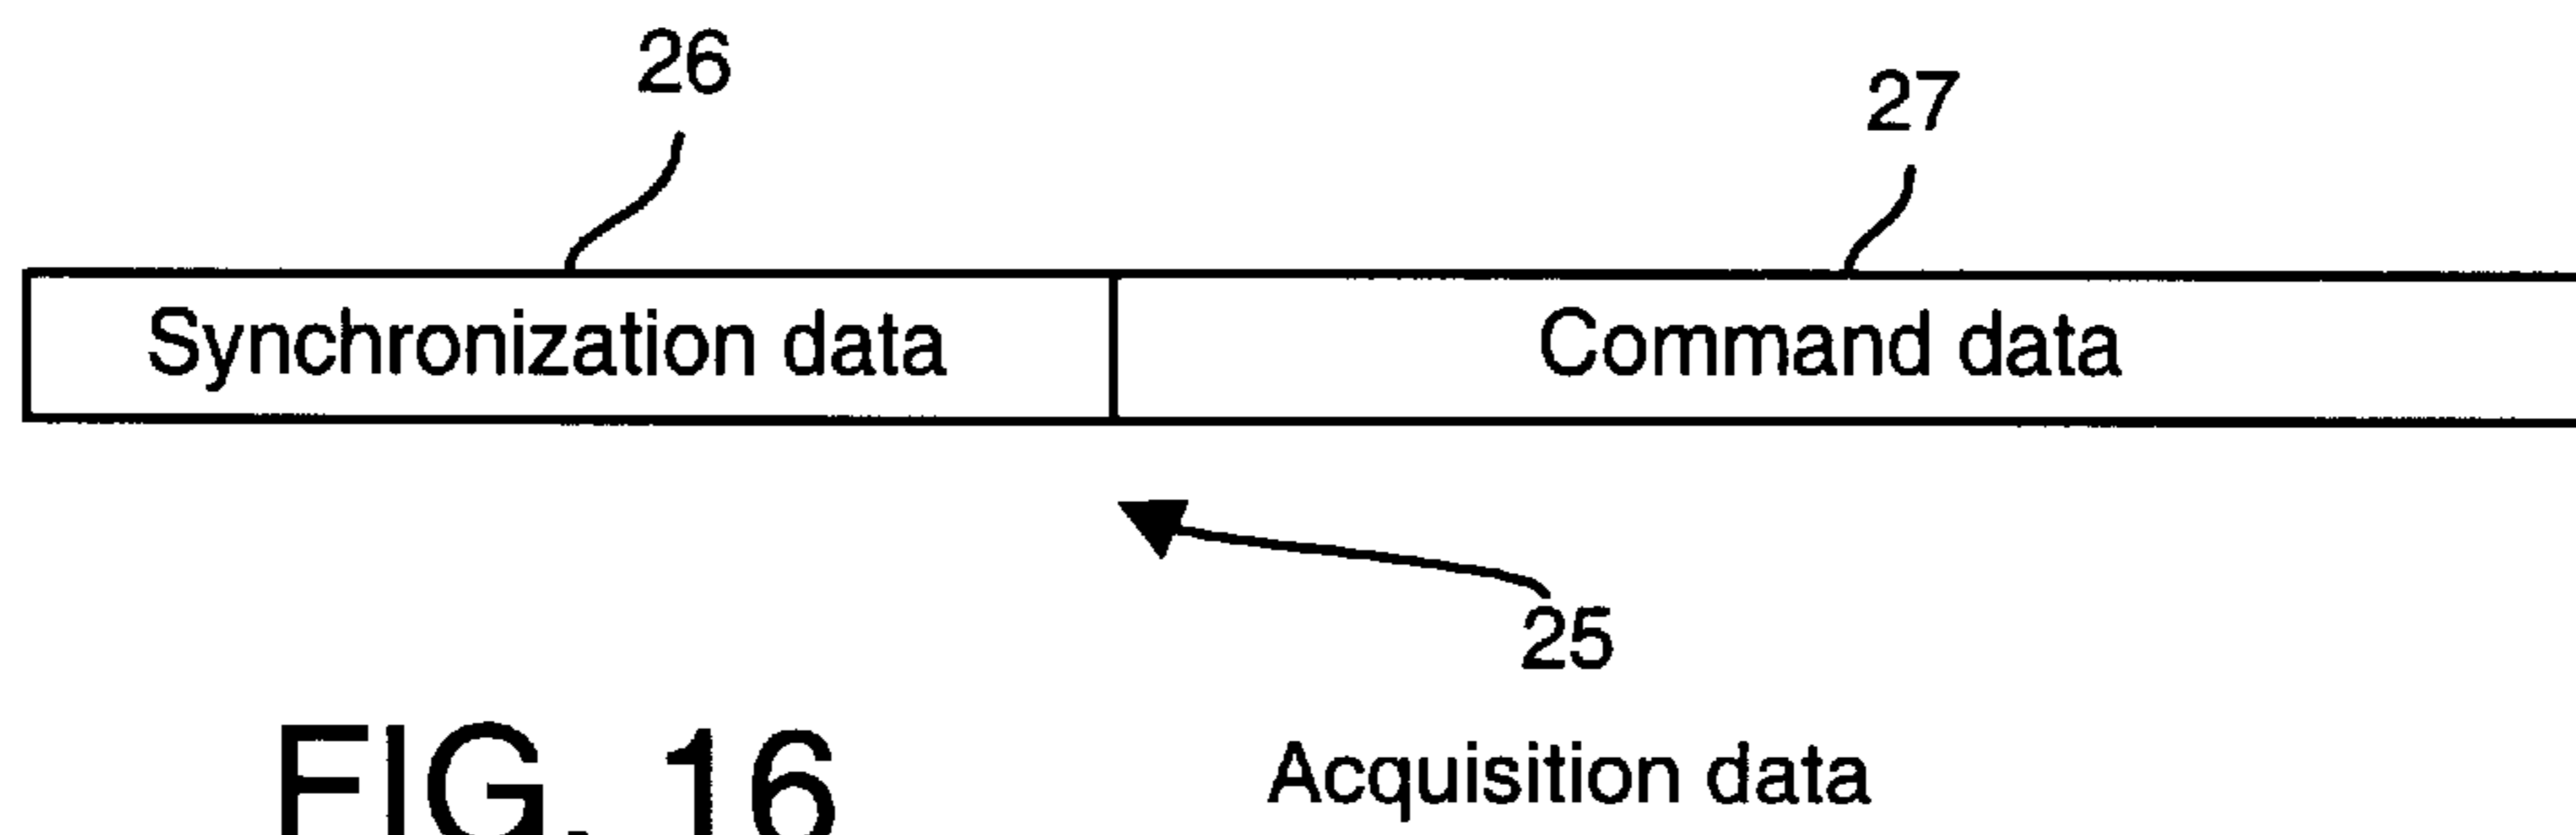 26
27
Synchronization data Command data
25
FIG. 16 Acquisition data